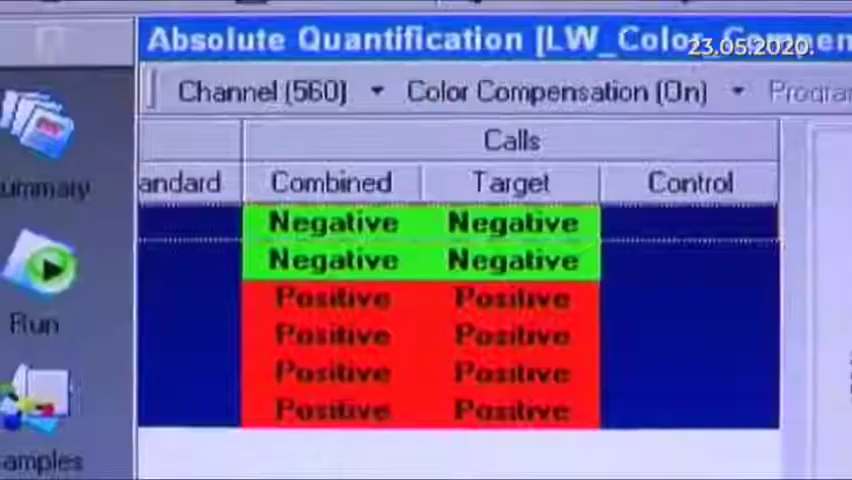 Absolute Quantification [LW_Color_Compen
23.05.2020.
Channel (560) Color Compensation (On) Progra
Calls
andard Combined Target Control
Negative Negative
Negative Negative
Positive Positive
Positive Positive
Positive Positive
Positive Positive
ummary
Run
amples